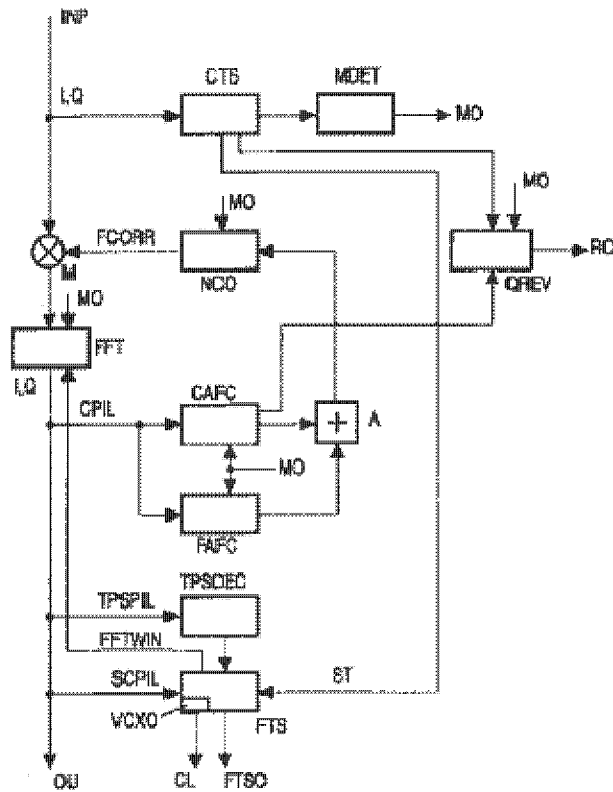 INP
CTS MDET
I,Q
MO
MO MO
FCORR
RD
M NCO QREV
MO
FFT
I,Q CAFC
CPIL
+ A
MO
FAFC
TPSDEC
TPSPIL
FFTWIN
SCPIL ST
VCXO FTS
OU CL FTSO